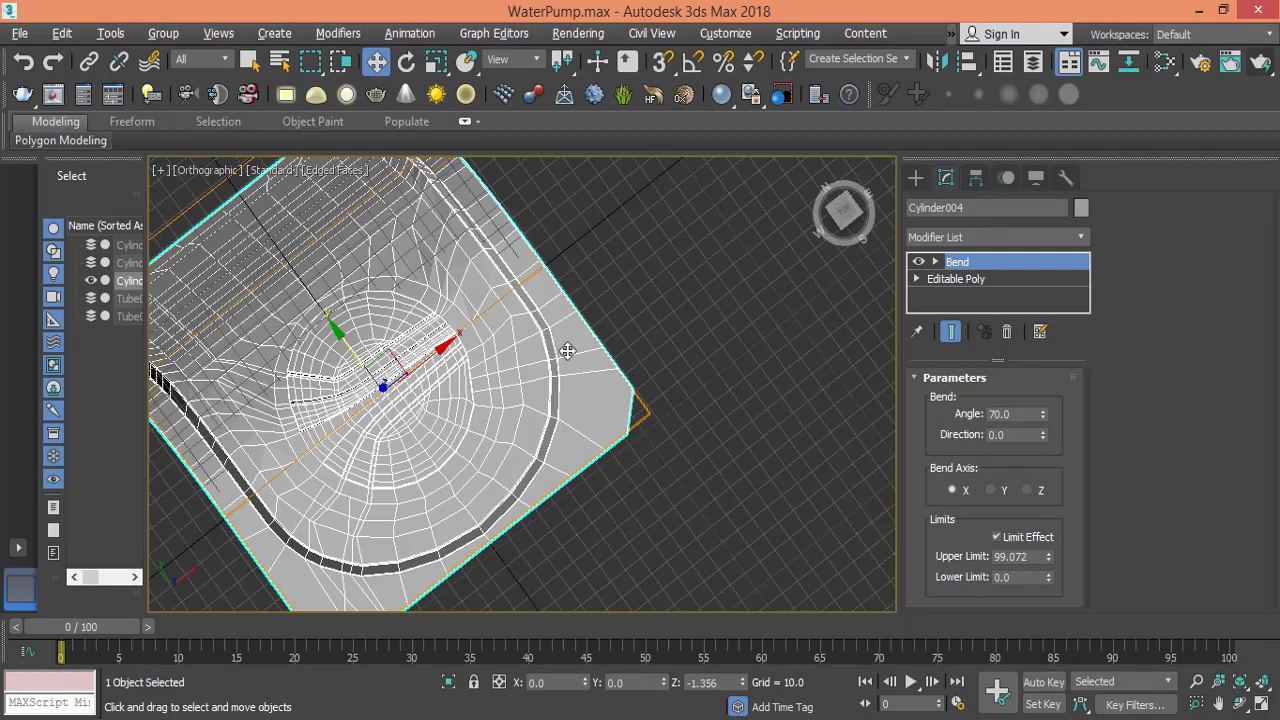 WaterPump.max - Autodesk 3ds Max 2018
File Edit Tools Group Views Create Modifiers Animation Graph Editors Rendering Civil View Customize Scripting Content » Sign In Workspaces: Default
All View Create Selection Se
Modeling Freeform Selection Object Paint Populate
Polygon Modeling
Select
Name (Sorted As
Cylind
Cylind
Cylind
Tube0
Tube0
[+] [Orthographic] [Standard] [Edged Faces]
TOP
Cylinder004
Modifier List
Bend
Editable Poly
Parameters
Bend:
Angle: 70.0
Direction: 0.0
Bend Axis:
X Y Z
Limits
Limit Effect
Upper Limit: 99.072
Lower Limit: 0.0
0 / 100
0 5 10 15 20 25 30 35 40 45 50 55 60 65 70 75 80 85 90 95 100
1 Object Selected
X: 0.0 Y: 0.0 Z: -1.356 Grid = 10.0
Auto Key Selected
MAXScript Mi
Click and drag to select and move objects
Add Time Tag
0
Set Key Key Filters...